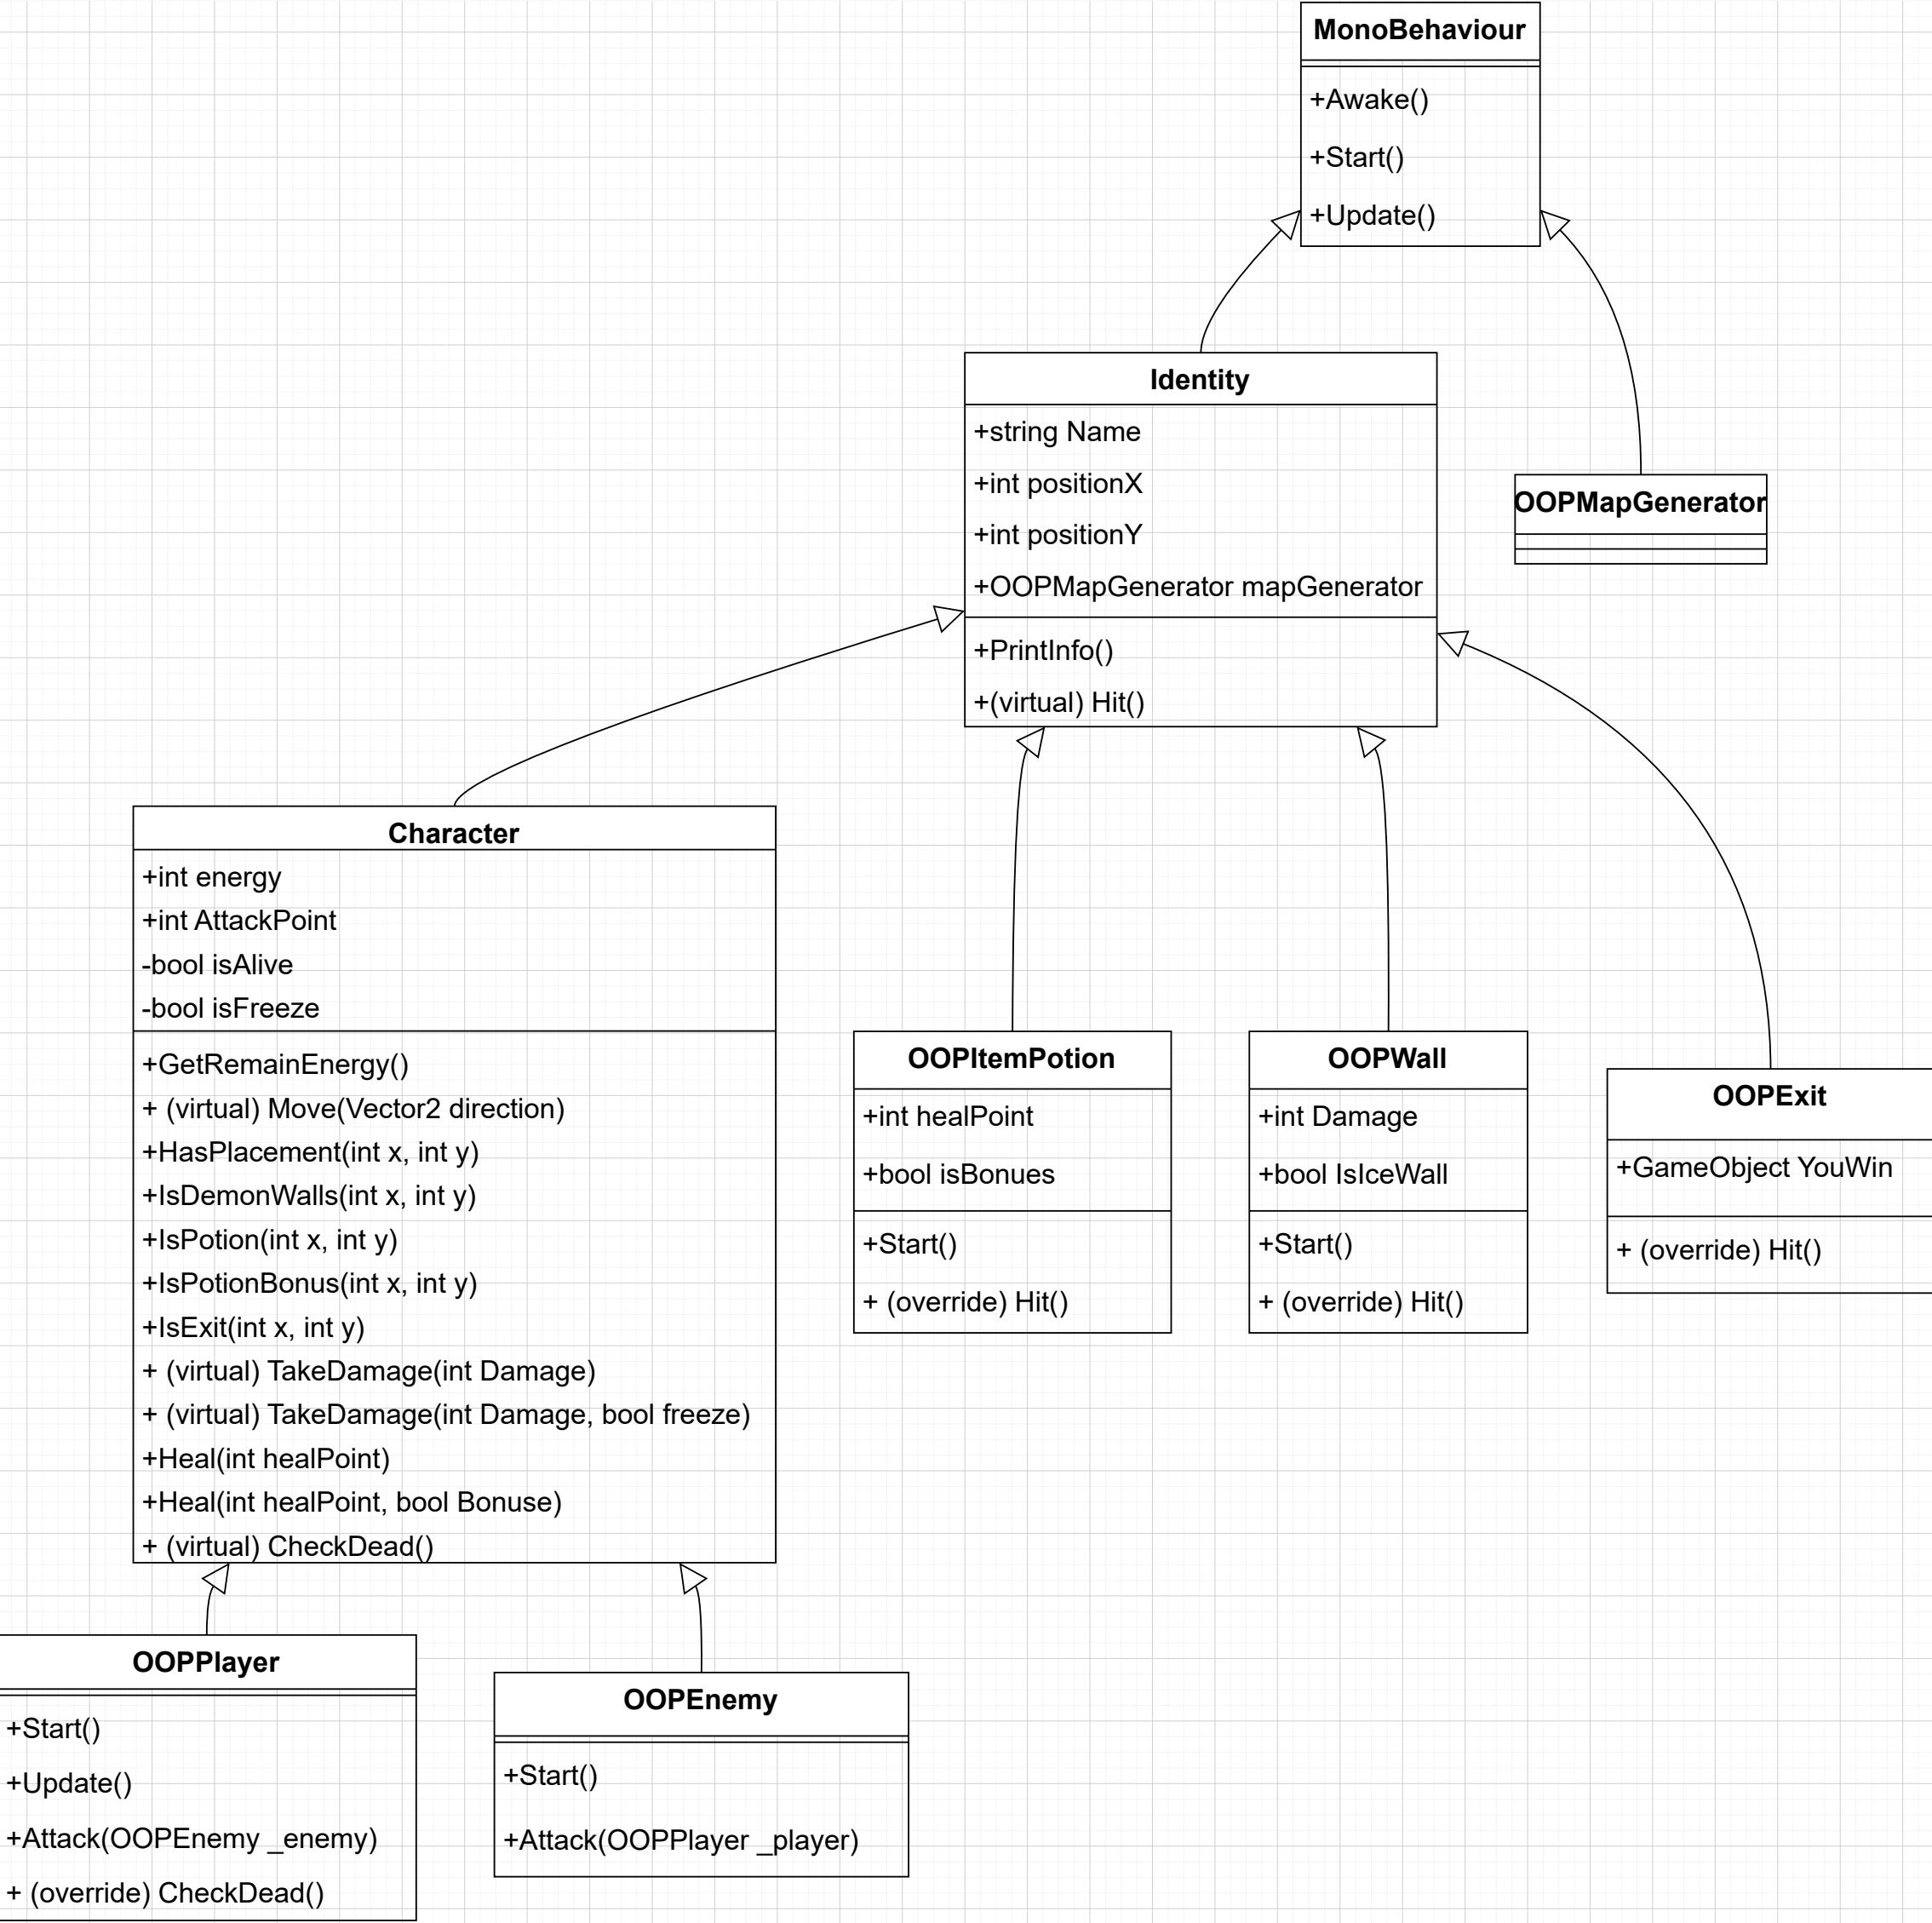 MonoBehaviour
+Awake()
+Start()
+Update()
Identity
+string Name
+int positionX
+int positionY
+OOPMapGenerator mapGenerator
+PrintInfo()
+(virtual) Hit()
OOPMapGenerator
Character
+int energy
+int AttackPoint
-bool isAlive
-bool isFreeze
+GetRemainEnergy()
+ (virtual) Move(Vector2 direction)
+HasPlacement(int x, int y)
+IsDemonWalls(int x, int y)
+IsPotion(int x, int y)
+IsPotionBonus(int x, int y)
+IsExit(int x, int y)
+ (virtual) TakeDamage(int Damage)
+ (virtual) TakeDamage(int Damage, bool freeze)
+Heal(int healPoint)
+Heal(int healPoint, bool Bonuse)
+ (virtual) CheckDead()
OOPItemPotion
+int healPoint
+bool isBonues
+Start()
+ (override) Hit()
OOPWall
+int Damage
+bool IsIceWall
+Start()
+ (override) Hit()
OOPExit
+GameObject YouWin
+ (override) Hit()
OOPPlayer
+Start()
+Update()
+Attack(OOPEnemy _enemy)
+ (override) CheckDead()
OOPEnemy
+Start()
+Attack(OOPPlayer _player)